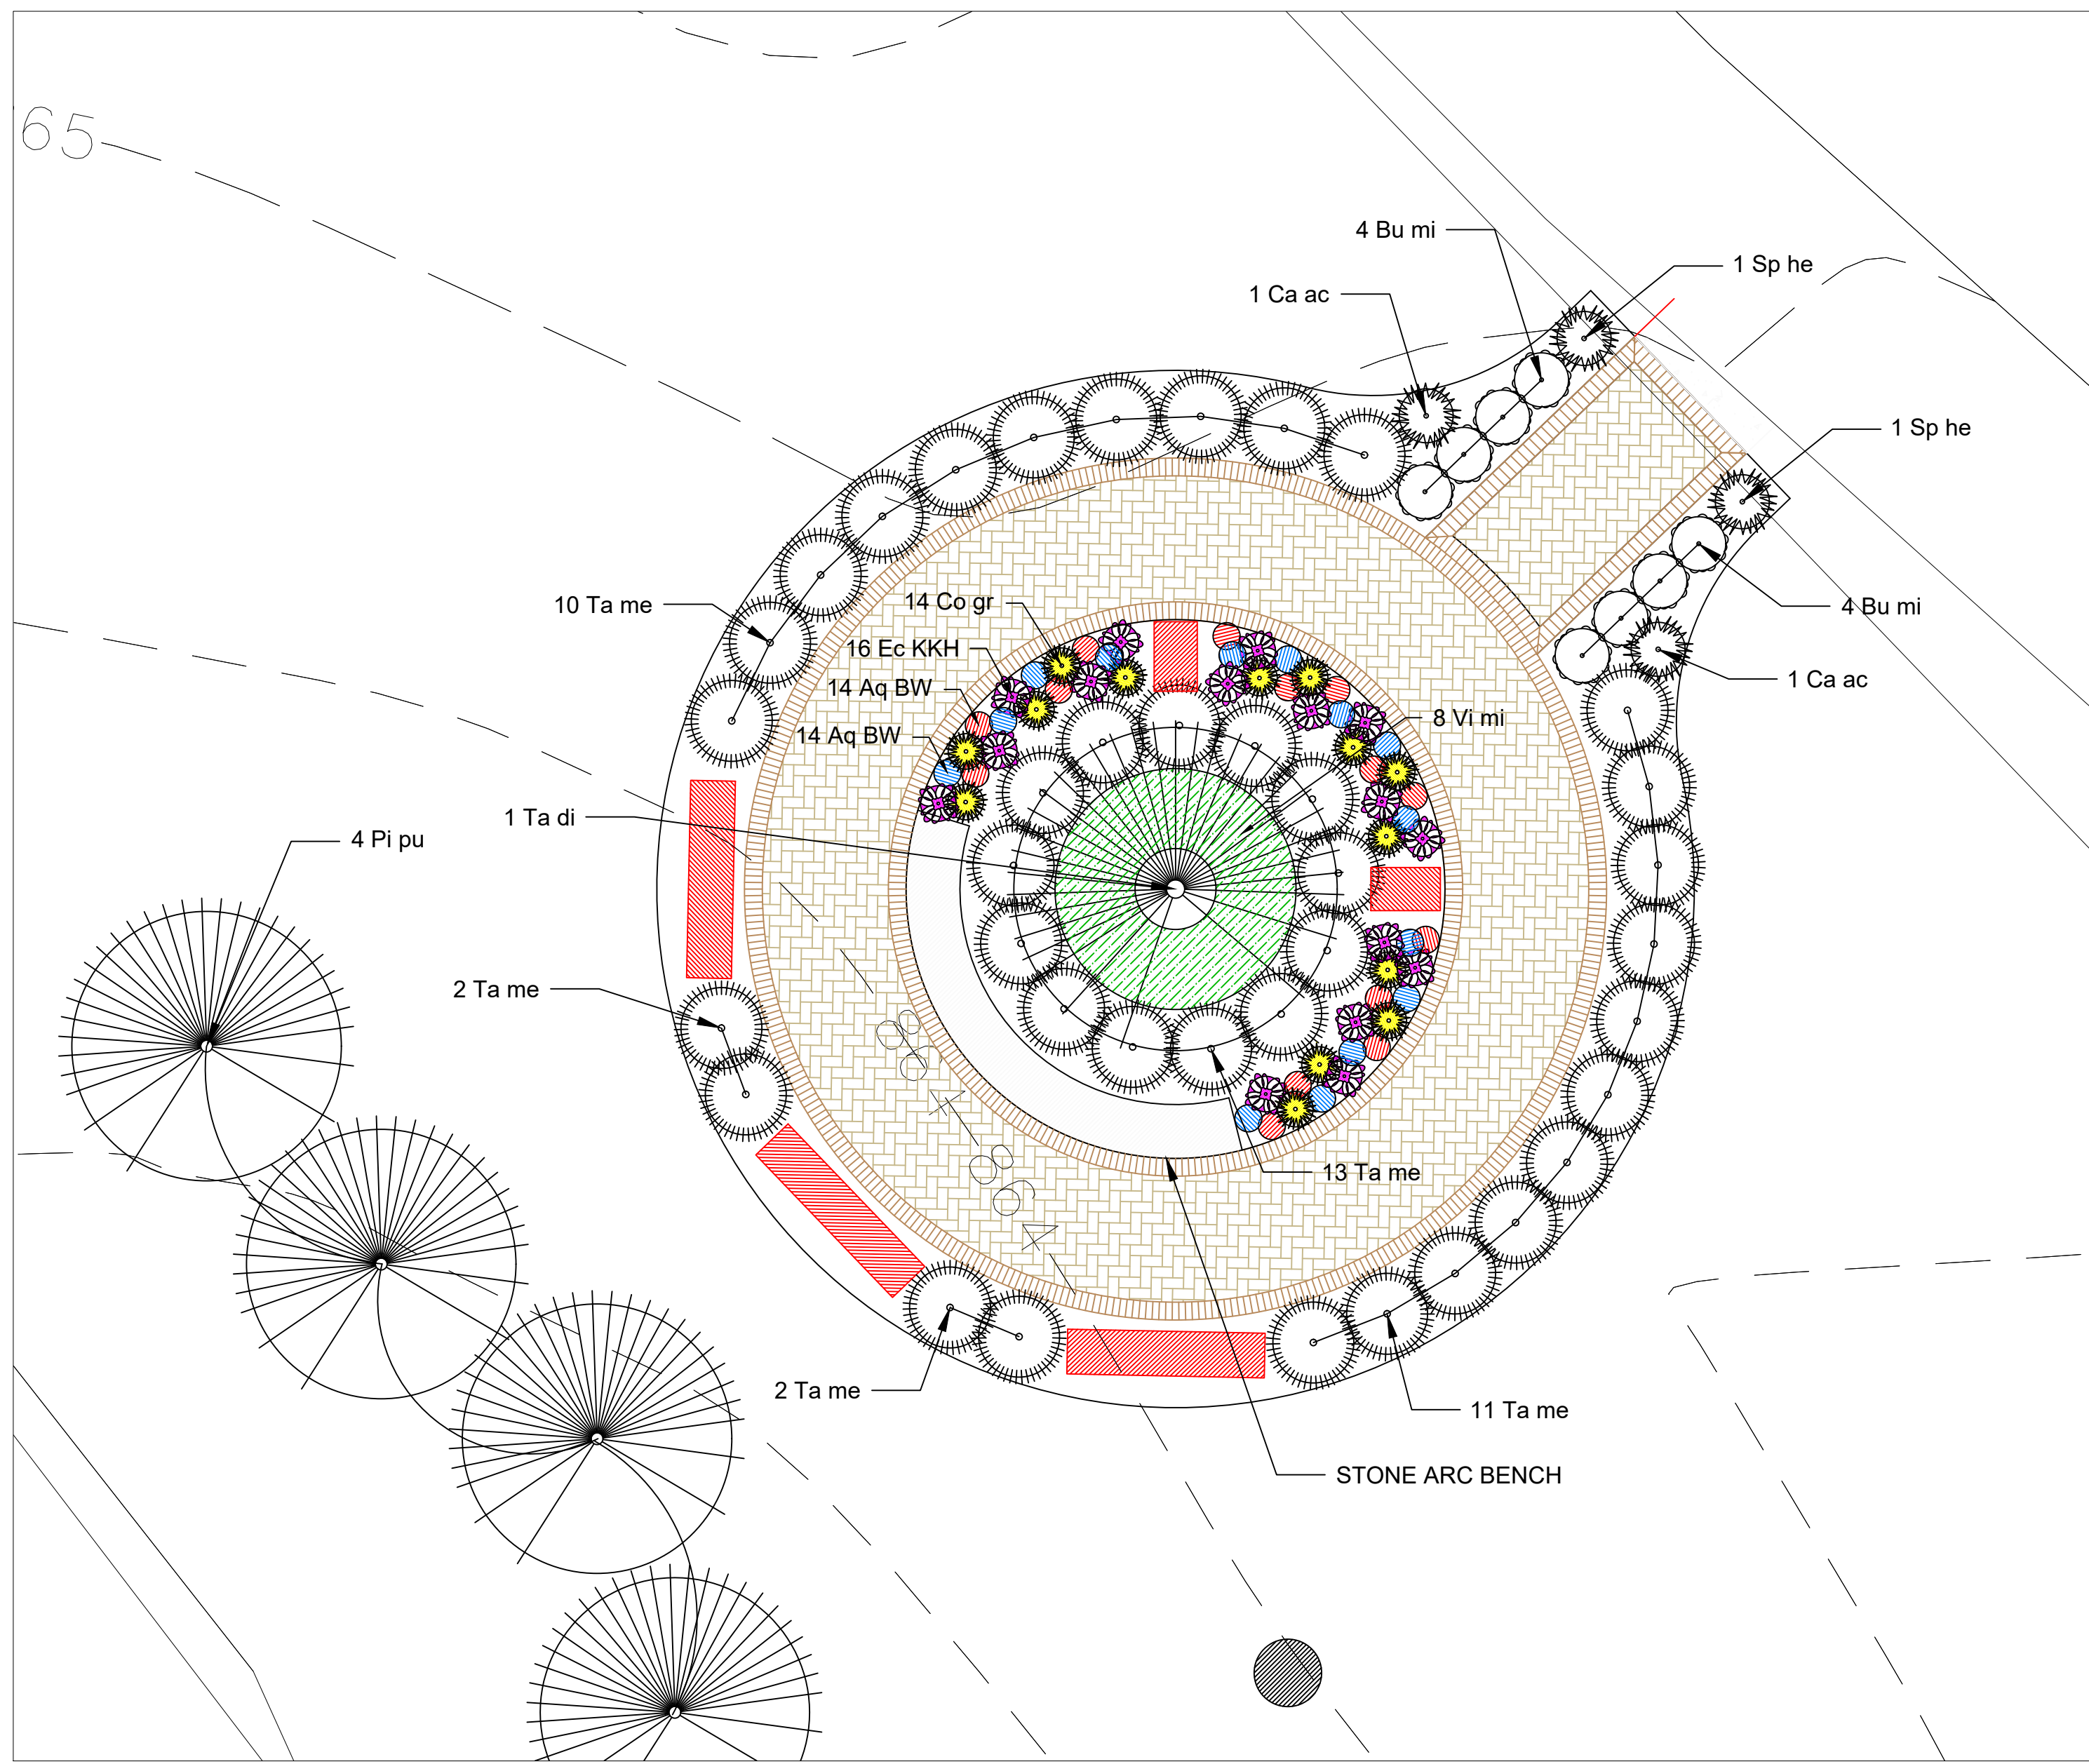 65
4 Bu mi
1 Sp he
1 Ca ac
1 Sp he
10 Ta me
14 Co gr
4 Bu mi
16 Ec KKH
1 Ca ac
14 Aq BW
8 Vi mi
14 Aq BW
1 Ta di
4 Pi pu
2 Ta me
13 Ta me
2 Ta me
11 Ta me
STONE ARC BENCH